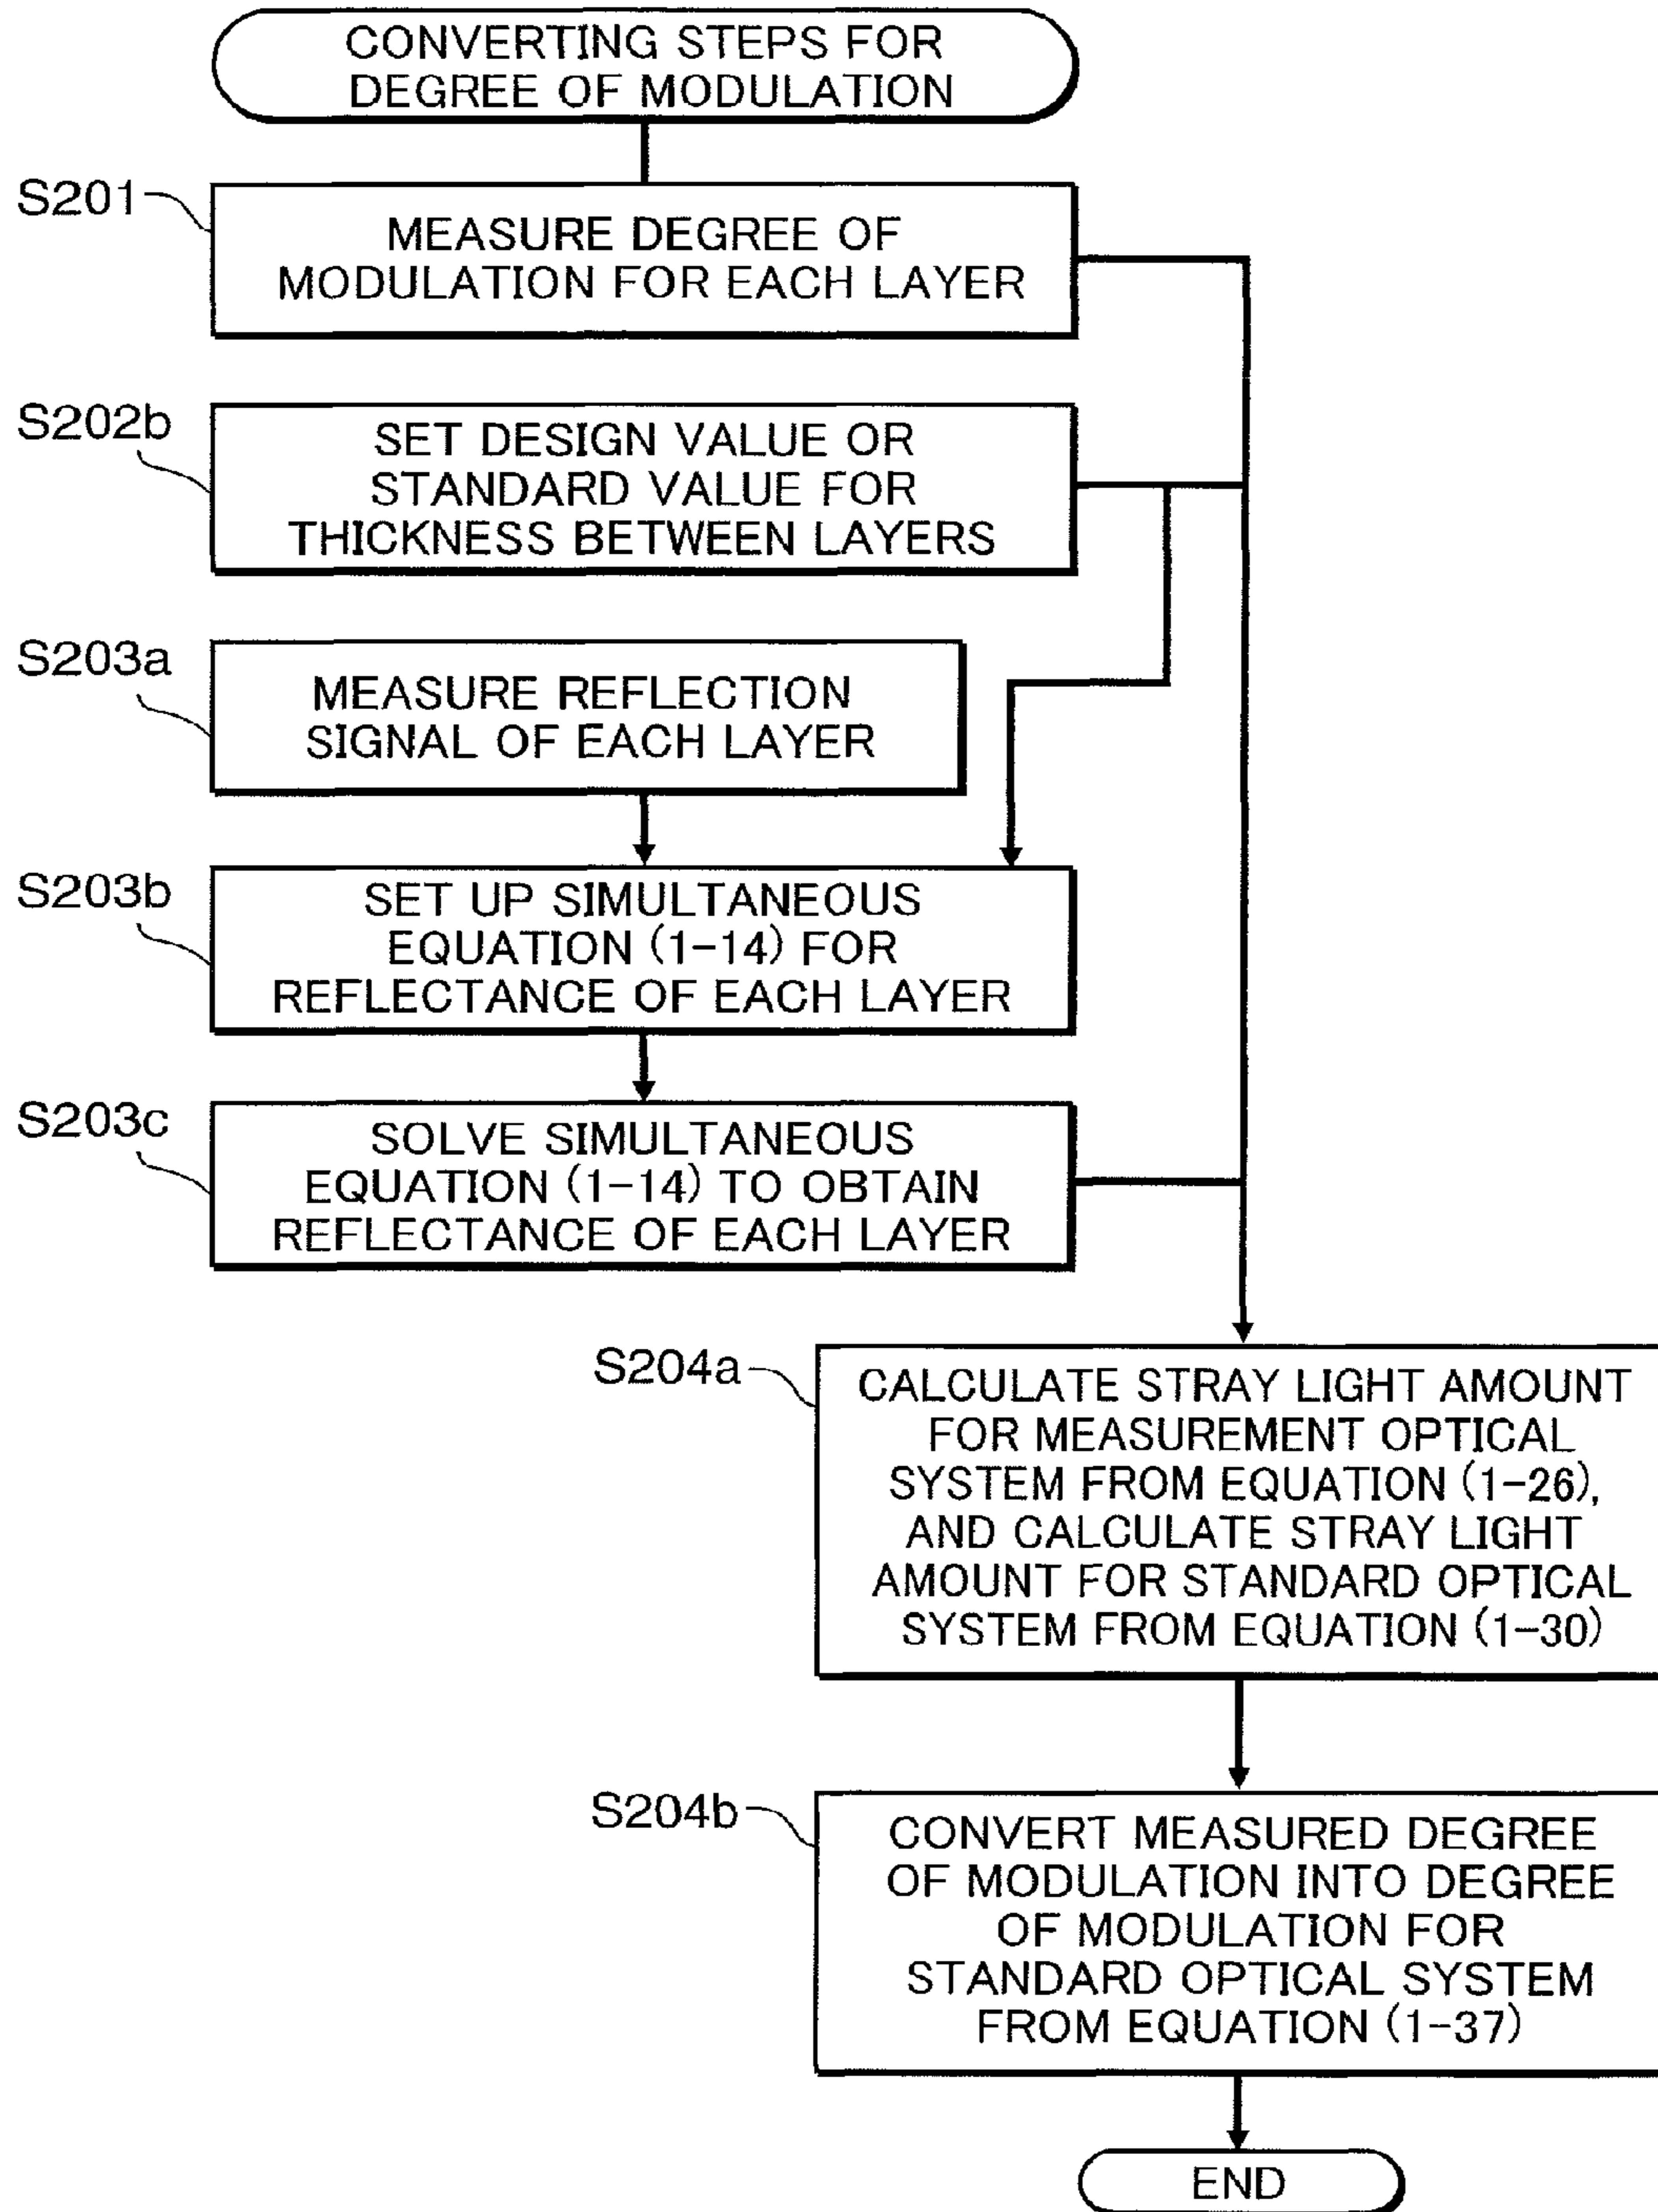 CONVERTING STEPS FOR
DEGREE OF MODULATION
S201
MEASURE DEGREE OF
MODULATION FOR EACH LAYER
S202b
SET DESIGN VALUE OR
STANDARD VALUE FOR
THICKNESS BETWEEN LAYERS
S203a
MEASURE REFLECTION
SIGNAL OF EACH LAYER
S203b
SET UP SIMULTANEOUS
EQUATION (1-14) FOR
REFLECTANCE OF EACH LAYER
S203c
SOLVE SIMULTANEOUS
EQUATION (1-14) TO OBTAIN
REFLECTANCE OF EACH LAYER
S204a
CALCULATE STRAY LIGHT AMOUNT
FOR MEASUREMENT OPTICAL
SYSTEM FROM EQUATION (1-26),
AND CALCULATE STRAY LIGHT
AMOUNT FOR STANDARD OPTICAL
SYSTEM FROM EQUATION (1-30)
S204b
CONVERT MEASURED DEGREE
OF MODULATION INTO DEGREE
OF MODULATION FOR
STANDARD OPTICAL SYSTEM
FROM EQUATION (1-37)
END